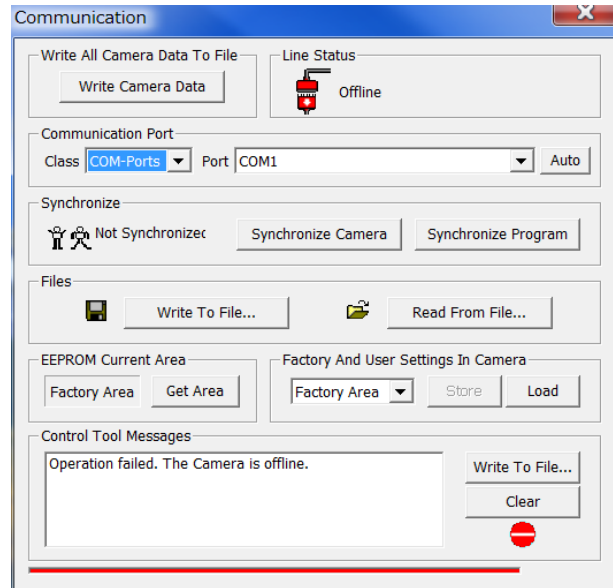 Communication
Write All Camera Data To File
Write Camera Data
Line Status
Offline
Communication Port
Class COM-Ports Port COM1 Auto
Synchronize
Not Synchronized Synchronize Camera Synchronize Program
Files
Write To File... Read From File...
EEPROM Current Area
Factory Area Get Area
Factory And User Settings In Camera
Factory Area Store Load
Control Tool Messages
Operation failed. The Camera is offline.
Write To File...
Clear